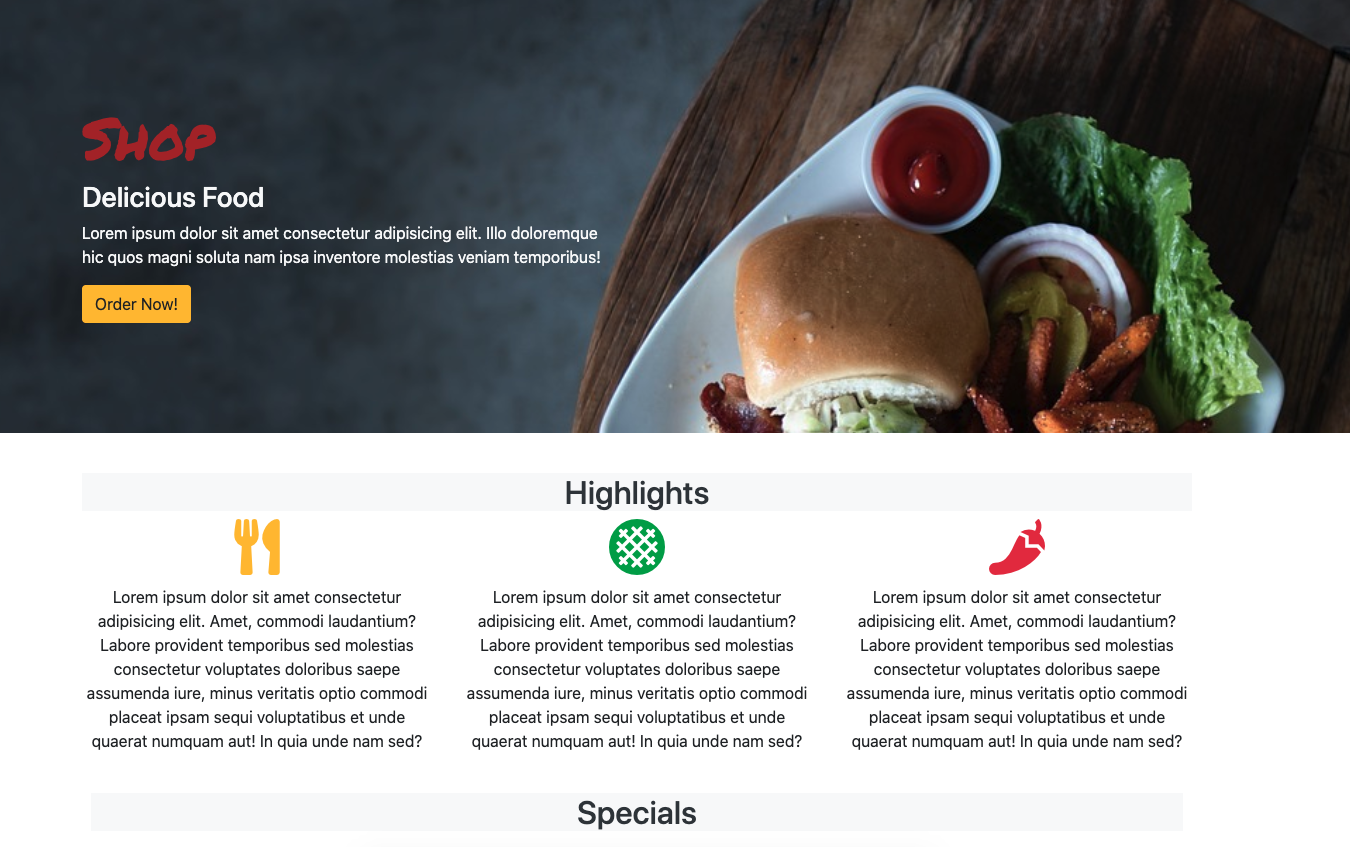 Shop
Delicious Food
Lorem ipsum dolor sit amet consectetur adipisicing elit. Illo doloremque
hic quos magni soluta nam ipsa inventore molestias veniam temporibus!
Order Now!
Highlights
Lorem ipsum dolor sit amet consectetur
adipisicing elit. Amet, commodi laudantium?
Labore provident temporibus sed molestias
consectetur voluptates doloribus saepe
assumenda iure, minus veritatis optio commodi
placeat ipsam sequi voluptatibus et unde
quaerat numquam aut! In quia unde nam sed?
Lorem ipsum dolor sit amet consectetur
adipisicing elit. Amet, commodi laudantium?
Labore provident temporibus sed molestias
consectetur voluptates doloribus saepe
assumenda iure, minus veritatis optio commodi
placeat ipsam sequi voluptatibus et unde
quaerat numquam aut! In quia unde nam sed?
Lorem ipsum dolor sit amet consectetur
adipisicing elit. Amet, commodi laudantium?
Labore provident temporibus sed molestias
consectetur voluptates doloribus saepe
assumenda iure, minus veritatis optio commodi
placeat ipsam sequi voluptatibus et unde
quaerat numquam aut! In quia unde nam sed?
Specials